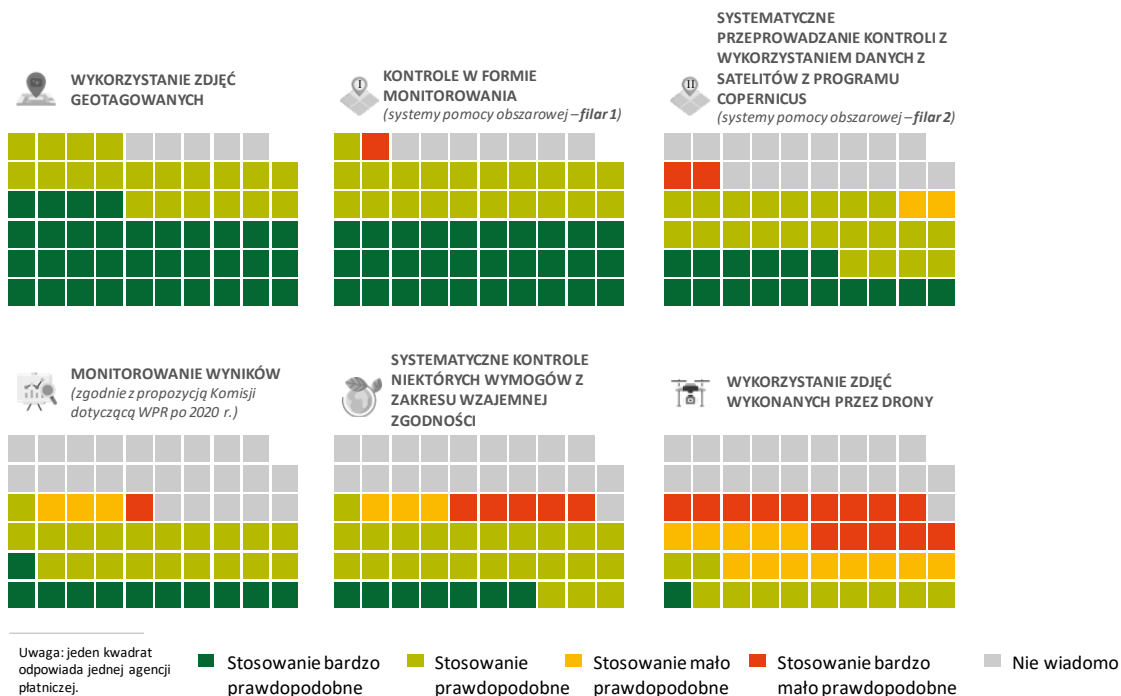 WYKORZYSTANIE ZDJĘĆ
GEOTAGOWANYCH
I
KONTROLE W FORMIE
MONITOROWANIA
(systemy pomocy obszarowej – filar 1)
II
SYSTEMATYCZNE
PRZEPROWADZANIE KONTROLI Z
WYKORZYSTANIEM DANYCH Z
SATELITÓW Z PROGRAMU
COPERNICUS
(systemy pomocy obszarowej – filar 2)
MONITOROWANIE WYNIKÓW
(zgodnie z propozycją Komisji
dotyczącą WPR po 2020 r.)
SYSTEMATYCZNE KONTROLE
NIEKTÓRYCH WYMOGÓW Z
ZAKRESU WZAJEMNEJ
ZGODNOŚCI
WYKORZYSTANIE ZDJĘĆ
WYKONANYCH PRZEZ DRONY
Uwaga: jeden kwadrat
odpowiada jednej agencji
płatniczej.
Stosowanie bardzo
prawdopodobne
Stosowanie
prawdopodobne
Stosowanie mało
prawdopodobne
Stosowanie bardzo
mało prawdopodobne
Nie wiadomo